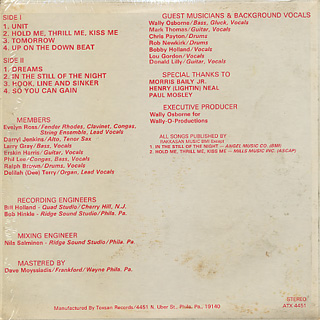 SIDE I
1. UNIT
2. HOLD ME, THRILL ME, KISS ME
3. TOMORROW
4. UP ON THE DOWN BEAT
SIDE II
1. DREAMS
2. IN THE STILL OF THE NIGHT
3. HOOK, LINE AND SINKER
4. SO YOU CAN GAIN
MEMBERS
Evelyn Ross/Fender Rhodes, Clavinet, Congas,
String Ensemble, Lead Vocals
Darryl Jenkins/Alto, Tenor Sax
Larry Gray/Bass, Vocals
Erskin Harris/Guitar, Vocals
Phil Lee/Congas, Bass, Vocals
Ralph Brown/Drums, Vocals
Delilah (Dee) Terry/Organ, Lead Vocals
RECORDING ENGINEERS
Bill Holland - Quad Studio/Cherry Hill, N.J.
Bob Hinkle - Ridge Sound Studio/Phila. Pa.
MIXING ENGINEER
Nils Salminen - Ridge Sound Studio/Phila. Pa.
MASTERED BY
Dave Moyssiadis/Frankford/Wayne Phila. Pa.
GUEST MUSICIANS & BACKGROUND VOCALS
Wally Osborne/Bass, Gluck, Vocals
Mark Thomas/Guitar, Vocals
Chris Payton/Drums
Rob Newkirk/Drums
Bobby Holland/Vocals
Lou Gordon/Vocals
Donald Lilly/Guitar, Vocals
SPECIAL THANKS TO
MORRIS BAILY JR.
HENRY (LIGHTIN) NEAL
PAUL MOSLEY
EXECUTIVE PRODUCER
Wally Osborne for
Wally-O-Productions
ALL SONGS PUBLISHED BY
MUSIC BMI Except
1. IN THE STILL OF THE NIGHT - ANGEL MUSIC CO. (BMI)
2. HOLD ME, THRILL ME, KISS ME - MILLS MUSIC INC. (ASCAP)
Manufactured By Tossan Records/4451 N. Uber St., Phila., Pa., 19140
STEREO
ATX 4451